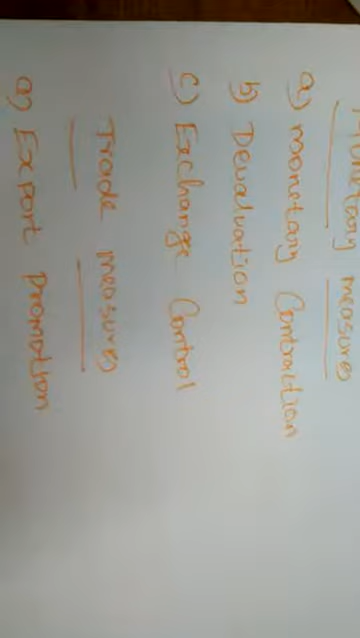 Monetary measures
a) monetary Contraction
b) Devaluation
c) Exchange Control
Trade measures
a) Export promotion